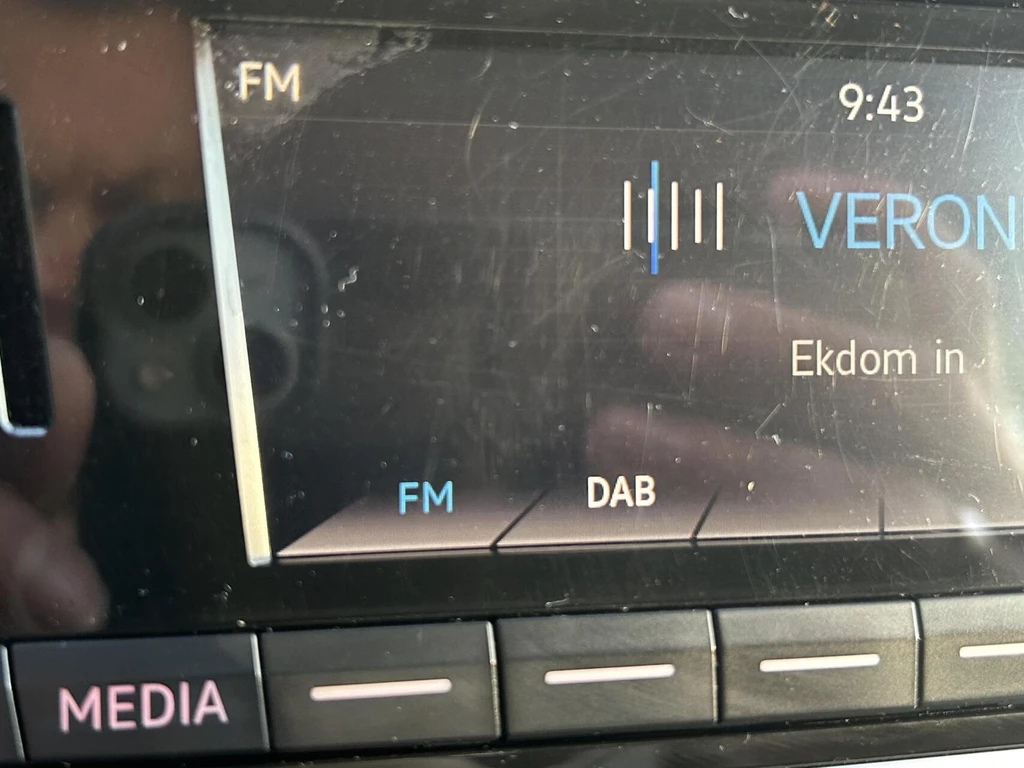 FM
9:43
VERONI
Ekdom in
FM DAB
MEDIA